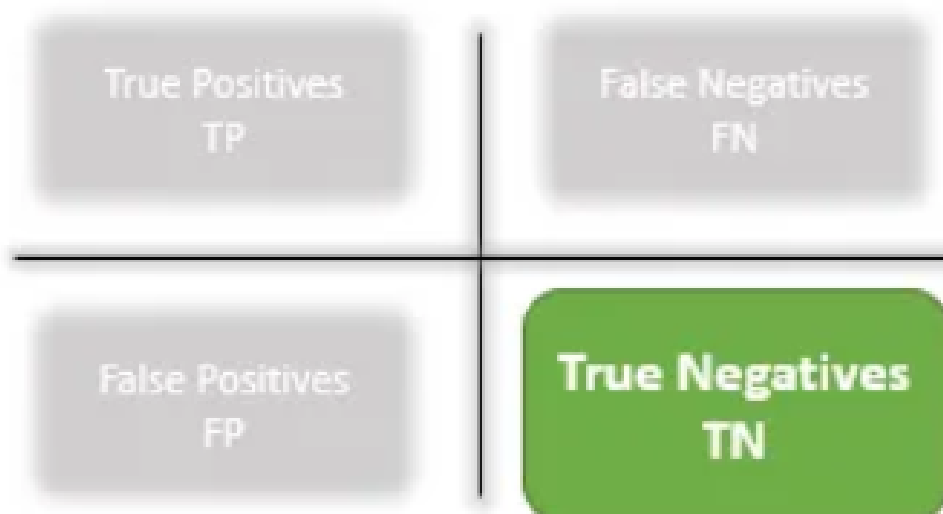 True Positives
TP
False Negatives
FN
False Positives
FP
True Negatives
TN